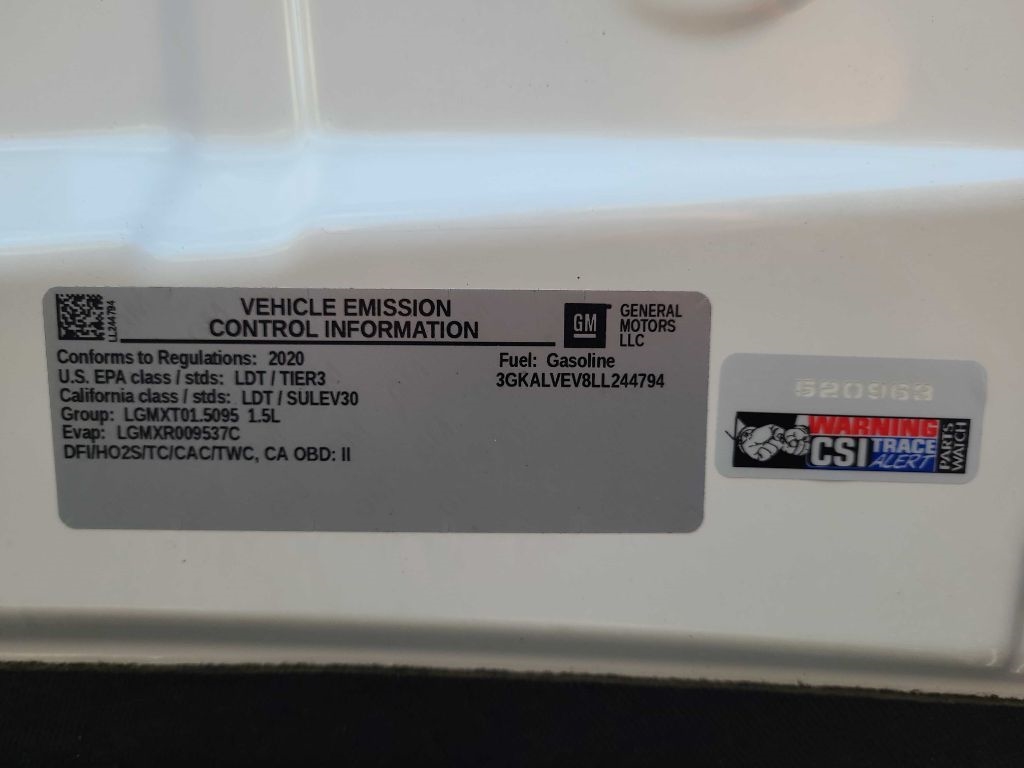 LL244794
VEHICLE EMISSION
CONTROL INFORMATION
GM
GENERAL
MOTORS
LLC
Conforms to Regulations: 2020
U.S. EPA class / stds: LDT / TIER3
California class / stds: LDT / SULEV30
Group: LGMXT01.5095 1.5L
Evap: LGMXR009537C
DFI/HO2S/TC/CAC/TWC, CA OBD: II
Fuel: Gasoline
3GKALVEV8LL244794
520963
WARNING
CSI TRACE
ALERT
PARTS
WATCH